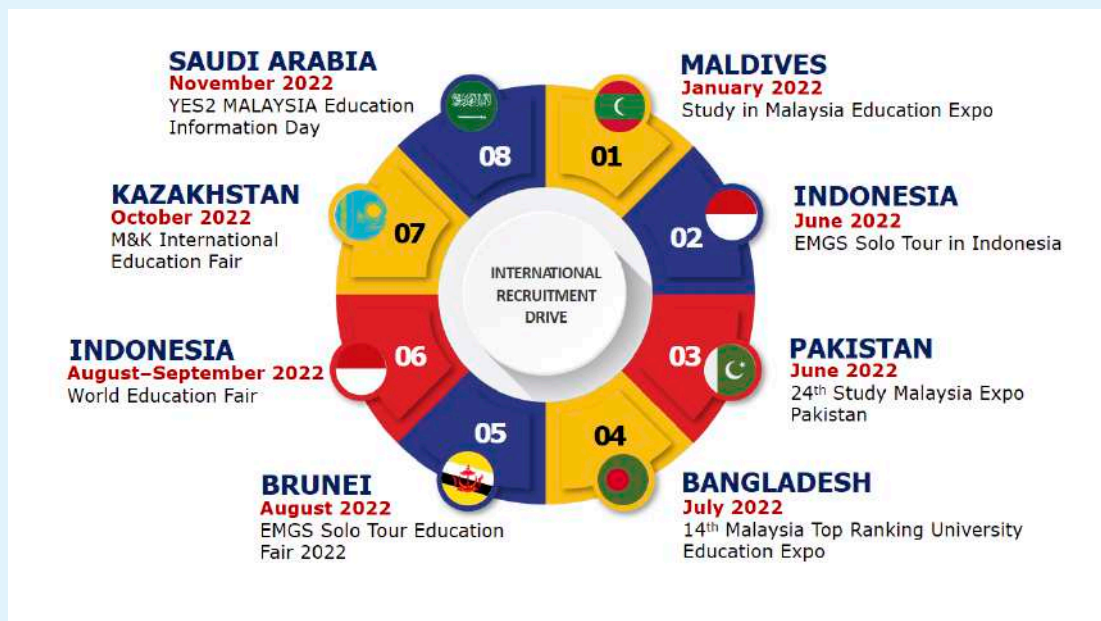 INTERNATIONAL
RECRUITMENT
DRIVE
01
MALDIVES
January 2022
Study in Malaysia Education Expo
02
INDONESIA
June 2022
EMGS Solo Tour in Indonesia
03
PAKISTAN
June 2022
24th Study Malaysia Expo
Pakistan
04
BANGLADESH
July 2022
14th Malaysia Top Ranking University
Education Expo
05
BRUNEI
August 2022
EMGS Solo Tour Education
Fair 2022
06
INDONESIA
August–September 2022
World Education Fair
07
KAZAKHSTAN
October 2022
M&K International
Education Fair
08
SAUDI ARABIA
November 2022
YES2 MALAYSIA Education
Information Day